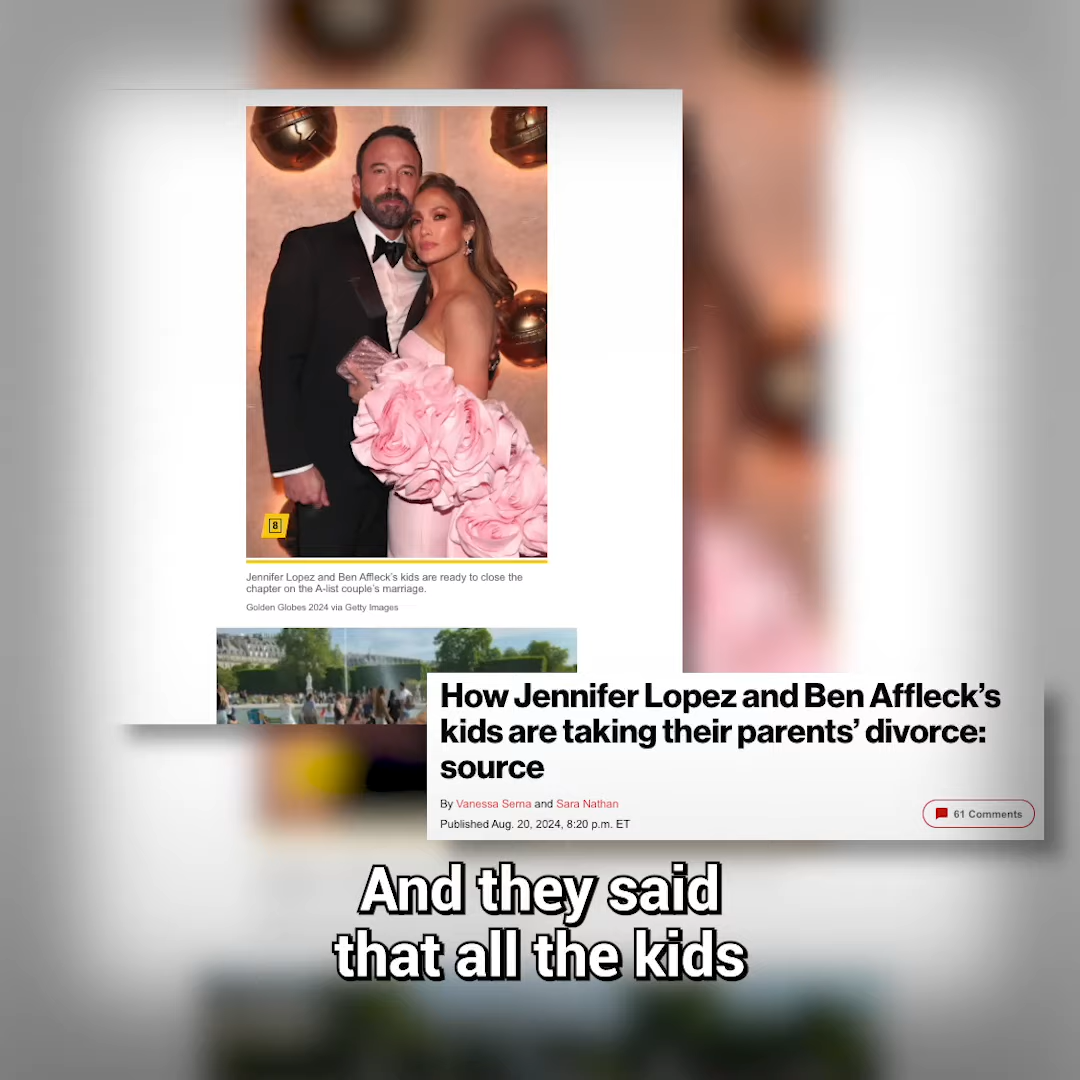 8
Jennifer Lopez and Ben Affleck's kids are ready to close the
chapter on the A-list couple's marriage.
Golden Globes 2024 via Getty Images
How Jennifer Lopez and Ben Affleck's
kids are taking their parents' divorce:
source
By Vanessa Serna and Sara Nathan
Published Aug. 20, 2024, 8:20 p.m. ET
61 Comments
And they said
that all the kids